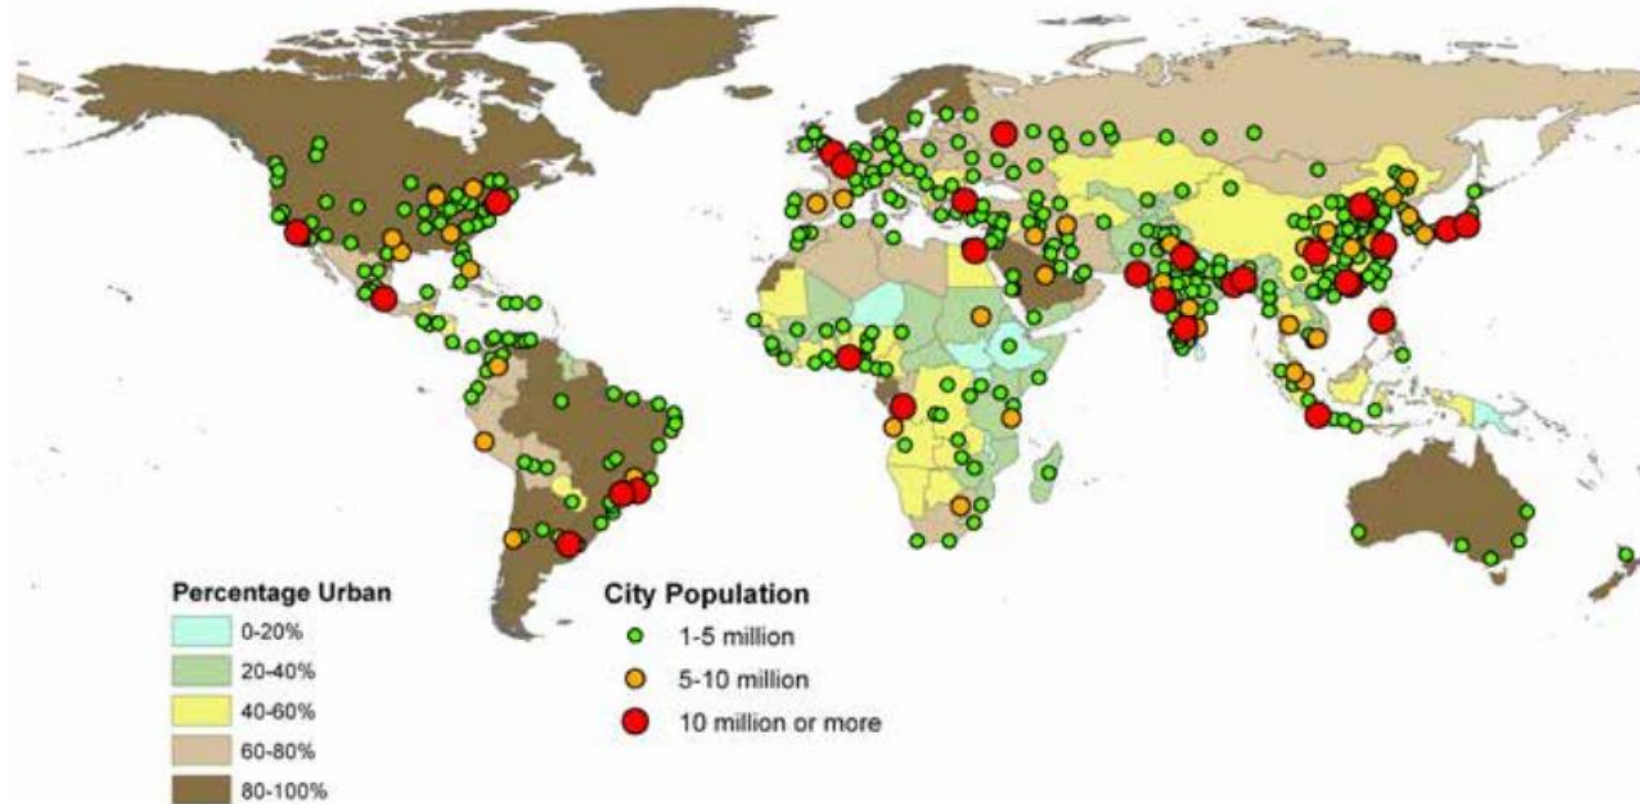 Percentage Urban
0-20%
20-40%
40-60%
60-80%
80-100%
City Population
1-5 million
5-10 million
10 million or more